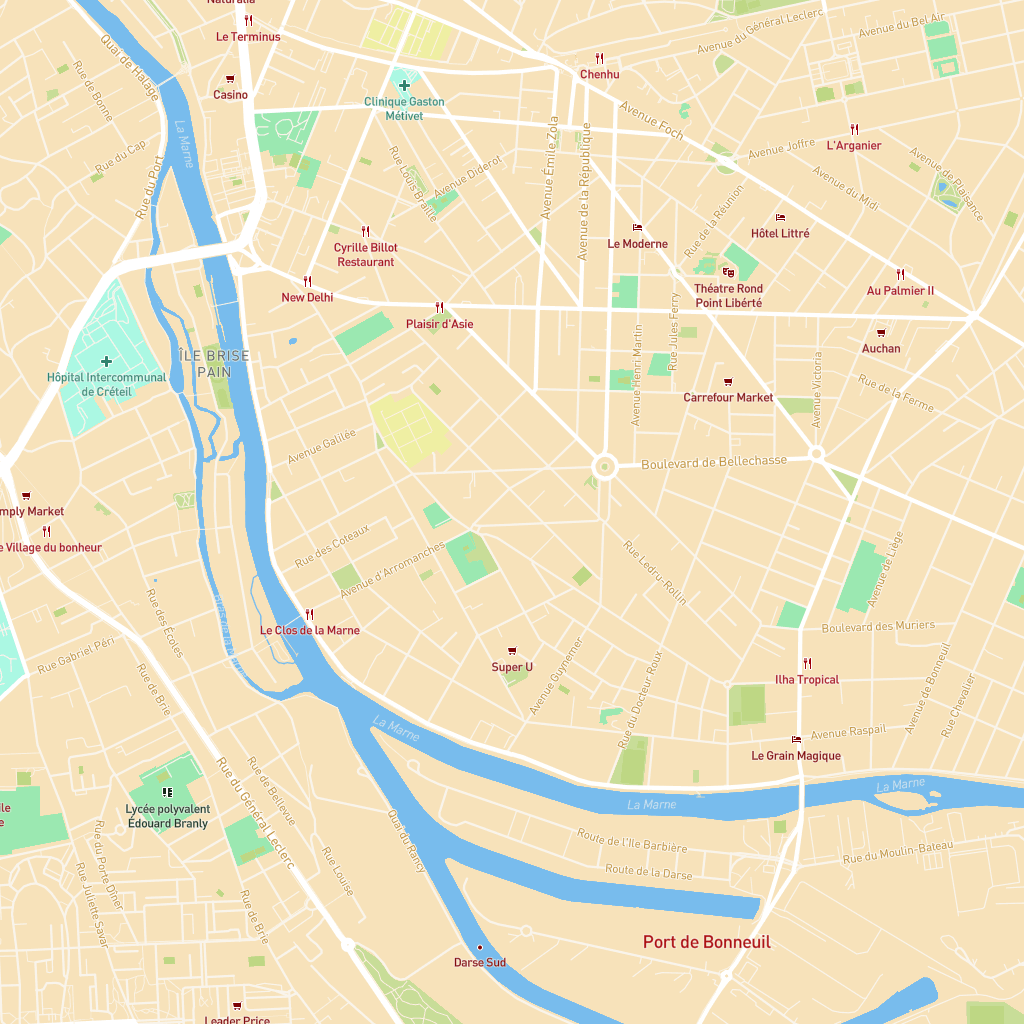 Naturalia
Le Terminus
Quai de Halage
Rue de Bonne
Casino
Clinique Gaston
Métivet
Chenhu
Avenue du Général Leclerc
Avenue du Bel Air
Avenue Foch
Avenue Joffre
L'Arganier
Avenue de Plaisance
Avenue du Midi
La Marne
Rue du Cap
Rue du Port
Rue Louis Braille
Avenue Diderot
Avenue Émile Zola
Avenue de la République
Rue de la Réunion
Le Moderne
Hôtel Littré
Cyrille Billot
Restaurant
New Delhi
Plaisir d'Asie
Théatre Rond
Point Libérté
Au Palmier II
Auchan
Avenue Henri Martin
Rue Jules Ferry
Carrefour Market
Avenue Victoria
Rue de la Ferme
ÎLE BRISE
PAIN
Hôpital Intercommunal
de Créteil
Avenue Galilée
Boulevard de Bellechasse
mply Market
e Village du bonheur
Rue des Coteaux
Avenue d'Arromanches
Rue Ledru-Rollin
Avenue de Liège
Rue des Écoles
Le Clos de la Marne
Boulevard des Muriers
Rue Gabriel Péri
Rue de Brie
Super U
Avenue Guynemer
Rue du Docteur Roux
Ilha Tropical
Avenue de Bonneuil
Rue Chevalier
Avenue Raspail
Le Grain Magique
La Marne
La Marne
La Marne
Rue du Général Leclerc
Rue de Bellevue
Lycée polyvalent
Édouard Branly
ile
e
Rue du Porte Dîner
Rue Juliette Savar
Rue Louise
Quai du Rancy
Route de l'Ile Barbière
Route de la Darse
Rue du Moulin-Bateau
Rue de Brie
Port de Bonneuil
Darse Sud
Leader Price